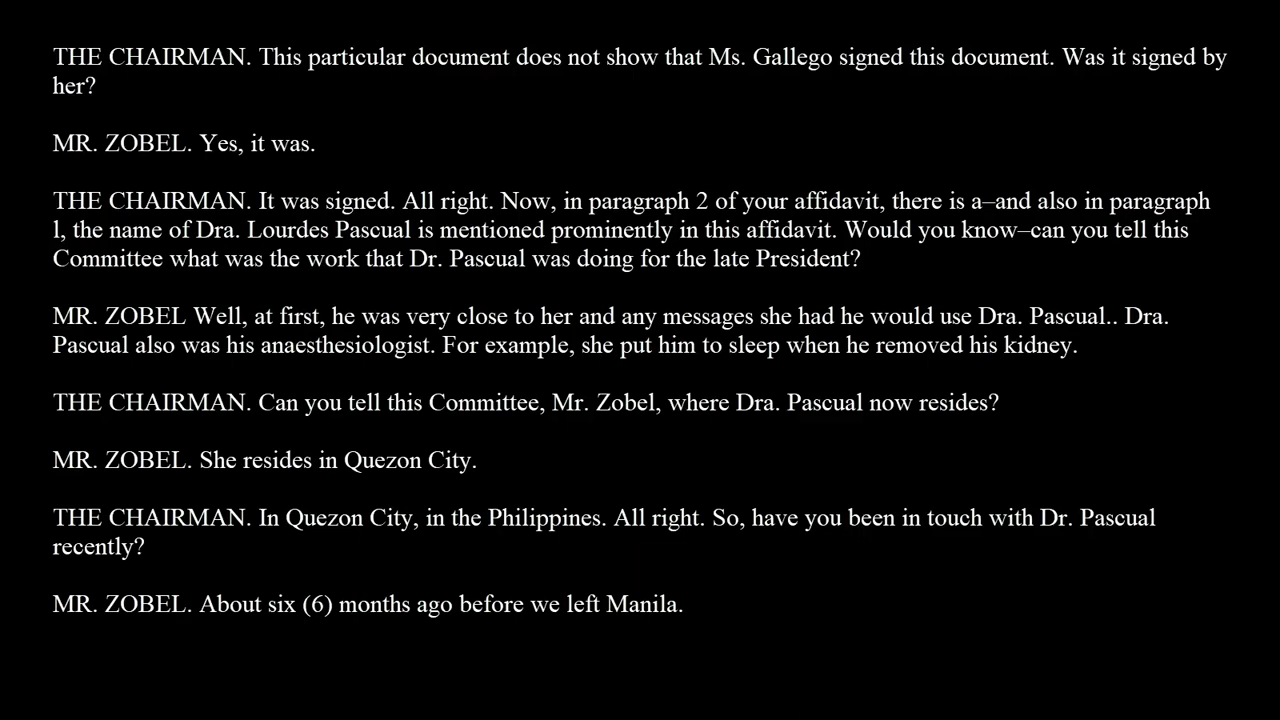 THE CHAIRMAN. This particular document does not show that Ms. Gallego signed this document. Was it signed by
her?
MR. ZOBEL. Yes, it was.
THE CHAIRMAN. It was signed. All right. Now, in paragraph 2 of your affidavit, there is a–and also in paragraph
l, the name of Dra. Lourdes Pascual is mentioned prominently in this affidavit. Would you know–can you tell this
Committee what was the work that Dr. Pascual was doing for the late President?
MR. ZOBEL Well, at first, he was very close to her and any messages she had he would use Dra. Pascual.. Dra.
Pascual also was his anaesthesiologist. For example, she put him to sleep when he removed his kidney.
THE CHAIRMAN. Can you tell this Committee, Mr. Zobel, where Dra. Pascual now resides?
MR. ZOBEL. She resides in Quezon City.
THE CHAIRMAN. In Quezon City, in the Philippines. All right. So, have you been in touch with Dr. Pascual
recently?
MR. ZOBEL. About six (6) months ago before we left Manila.